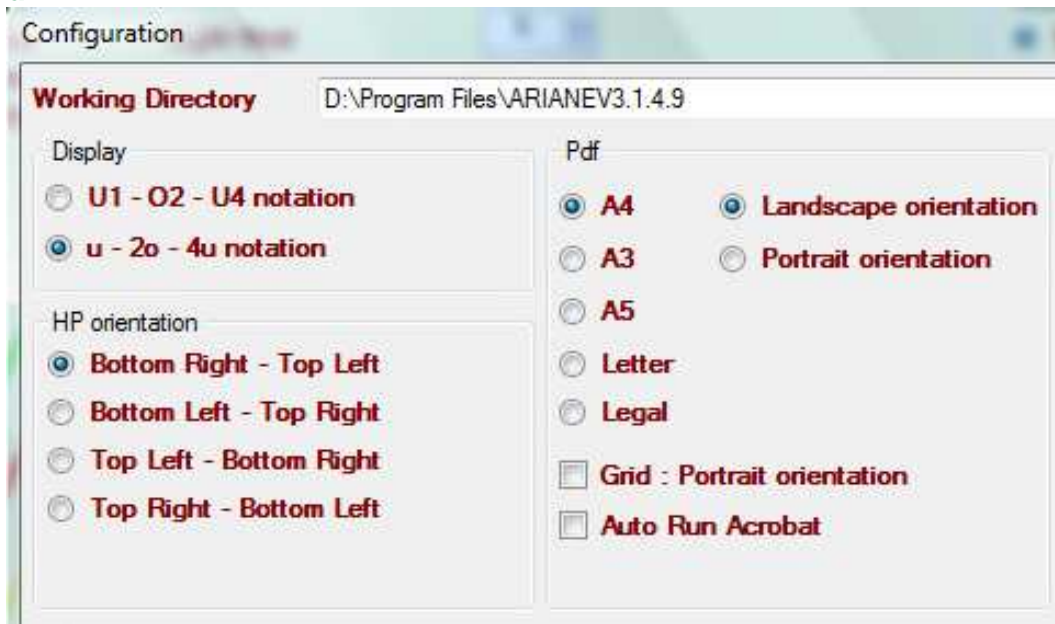 Configuration
Working Directory D:\Program Files\ARIANEV3.1.4.9
Display
U1 - O2 - U4 notation
u - 2o - 4u notation
HP orientation
Bottom Right - Top Left
Bottom Left - Top Right
Top Left - Bottom Right
Top Right - Bottom Left
Pdf
A4 Landscape orientation
A3 Portrait orientation
A5
Letter
Legal
Grid : Portrait orientation
Auto Run Acrobat